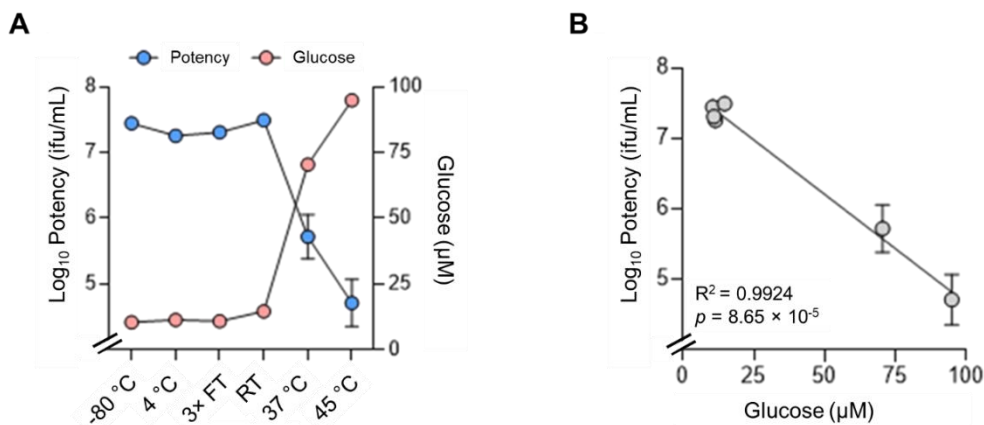 A
Potency
Glucose
Log₁₀ Potency (ifu/mL)
8
7
6
5
100
75
50
25
0
Glucose (µM)
-80 °C
4 °C
3× FT
RT
37 °C
45 °C
B
Log₁₀ Potency (ifu/mL)
8
7
6
5
R² = 0.9924
p = 8.65 × 10⁻⁵
0
25
50
75
100
Glucose (µM)